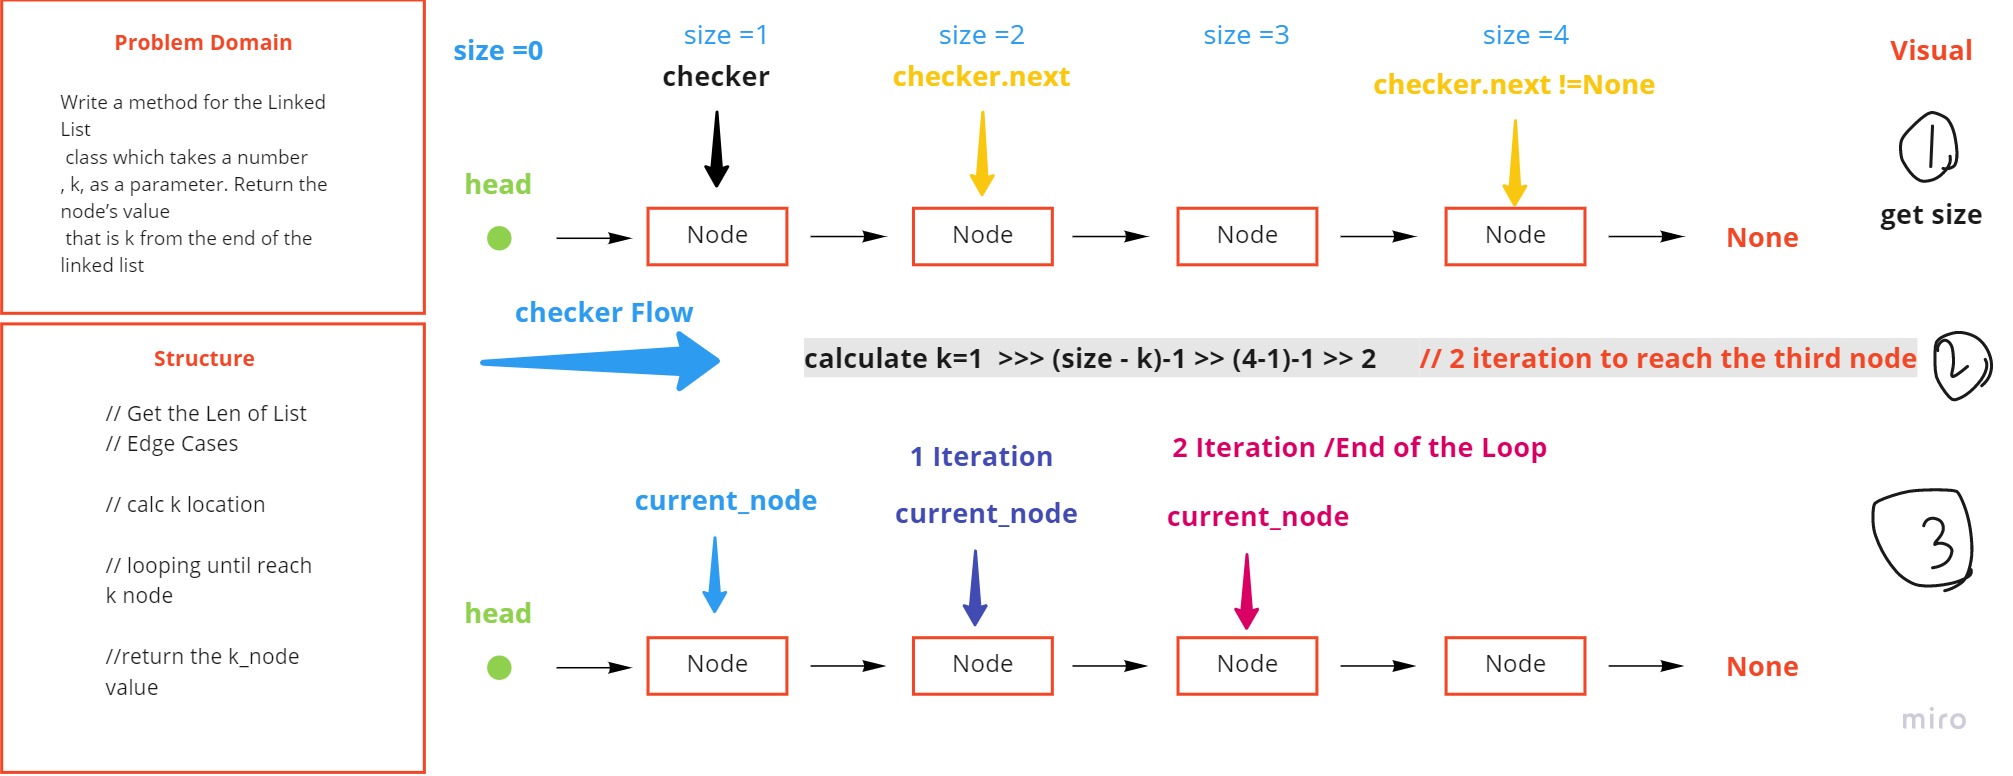 Problem Domain
Write a method for the Linked
List
class which takes a number
, k, as a parameter. Return the
node’s value
that is k from the end of the
linked list
Structure
// Get the Len of List
// Edge Cases
// calc k location
// looping until reach
k node
//return the k_node
value
size =0
size =1
size =2
size =3
size =4
Visual
checker
checker.next
checker.next !=None
1
get size
head
Node
Node
Node
Node
None
checker Flow
calculate k=1 >>> (size - k)-1 >> (4-1)-1 >> 2 // 2 iteration to reach the third node
2
1 Iteration
2 Iteration /End of the Loop
current_node
current_node
current_node
3
head
Node
Node
Node
Node
None
miro